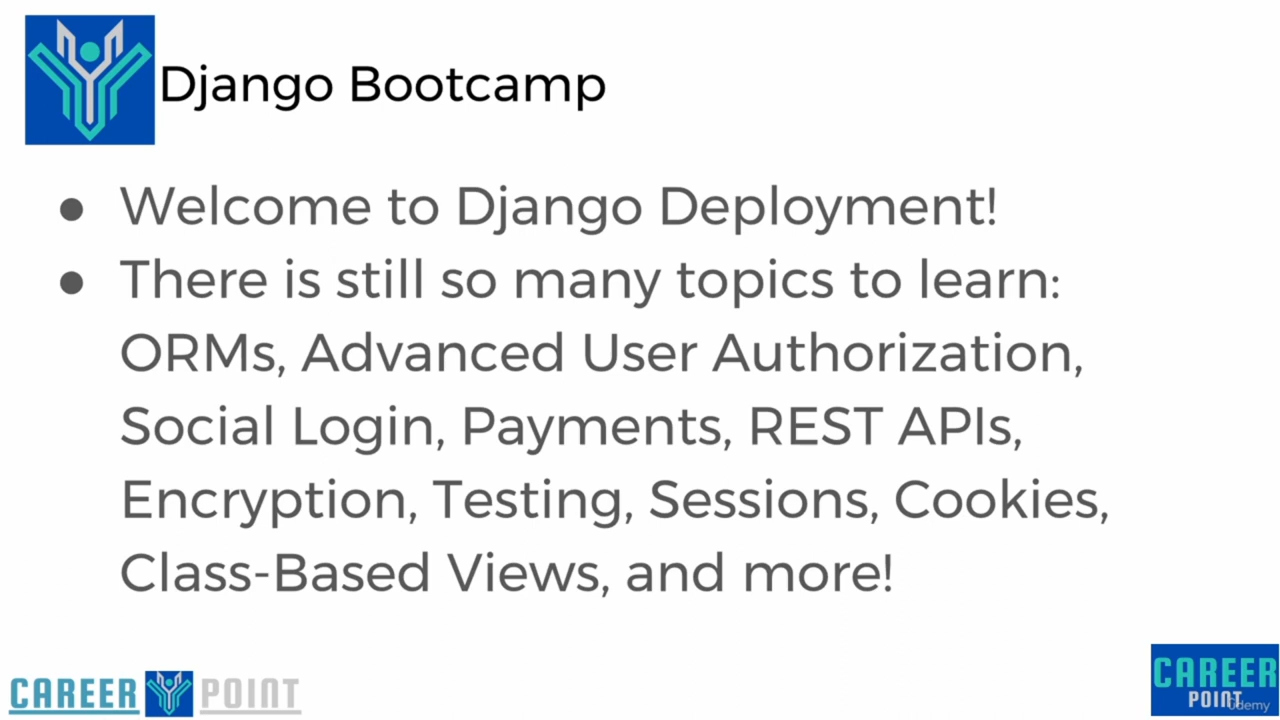 Django Bootcamp
● Welcome to Django Deployment!
● There is still so many topics to learn:
ORMs, Advanced User Authorization,
Social Login, Payments, REST APIs,
Encryption, Testing, Sessions, Cookies,
Class-Based Views, and more!
CAREER POINT
CAREER
POINT
Udemy